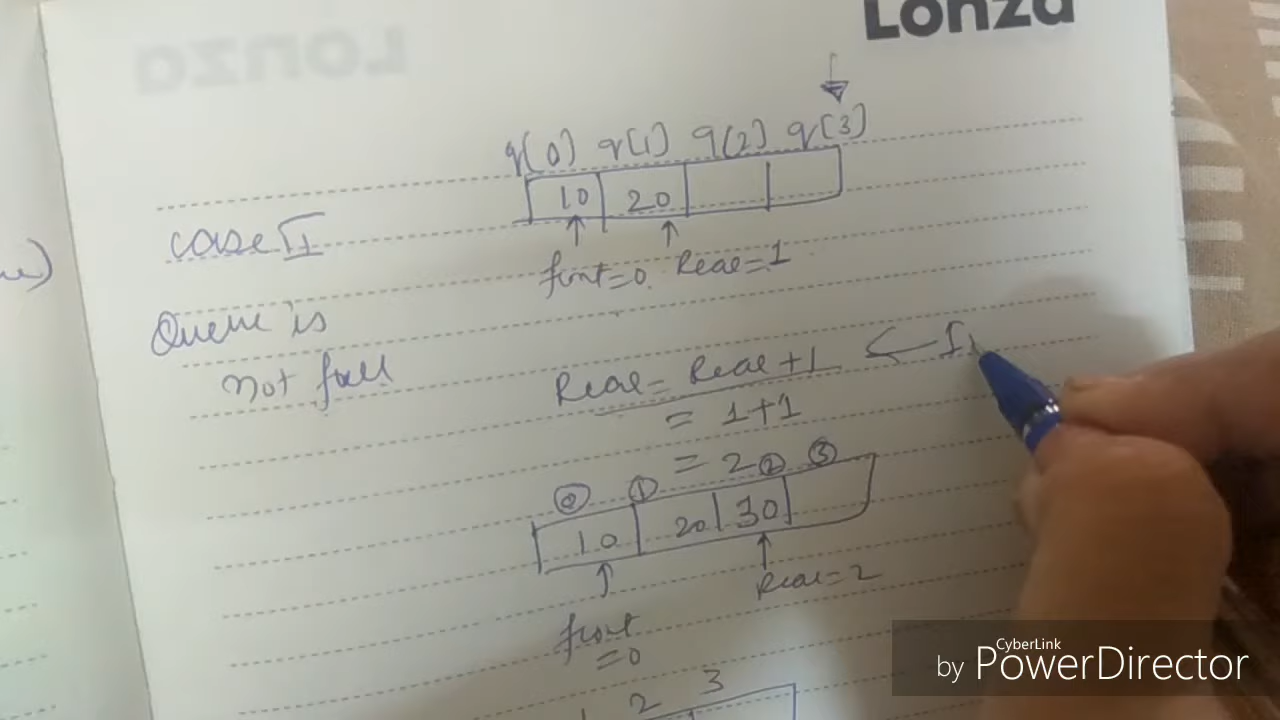 Lonza
q[0] q[1] q[2] q[3]
10 20
Case II
front=0 Rear=1
Queue is
not full
Rear= Rear+1
= 1+1
= 2
0 1 2 3
10 20 30
Rear=2
front
=0
2 3
CyberLink
by PowerDirector